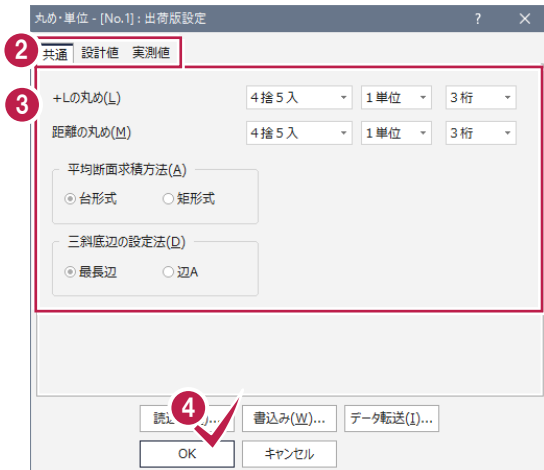 丸め・単位 - [No.1] : 出荷版設定 ? ×
2 共通 設計値 実測値
3
+Lの丸め(L) 4捨5入 1単位 3桁
距離の丸め(M) 4捨5入 1単位 3桁
平均断面求積方法(A)
台形式 矩形式
三斜底辺の設定法(D)
最長辺 辺A
4
書込み(W)... データ転送(I)...
OK キャンセル